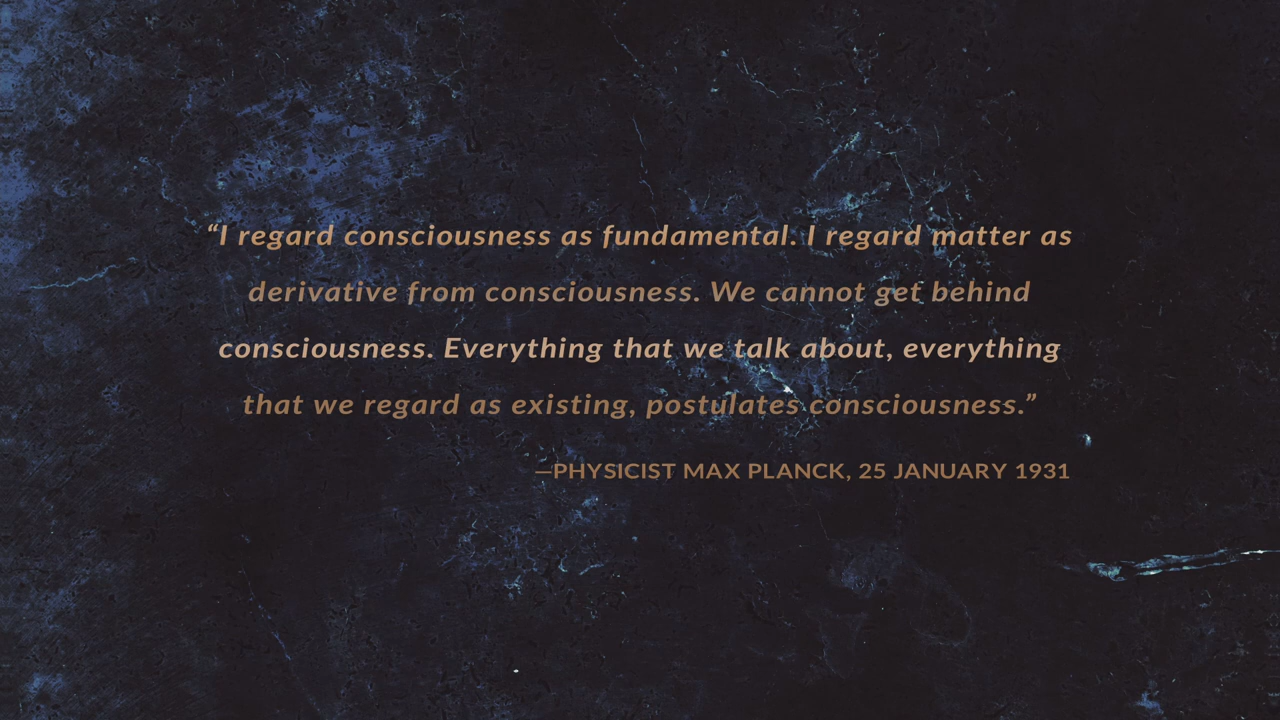 “I regard consciousness as fundamental. I regard matter as
derivative from consciousness. We cannot get behind
consciousness. Everything that we talk about, everything
that we regard as existing, postulates consciousness.”
—PHYSICIST MAX PLANCK, 25 JANUARY 1931